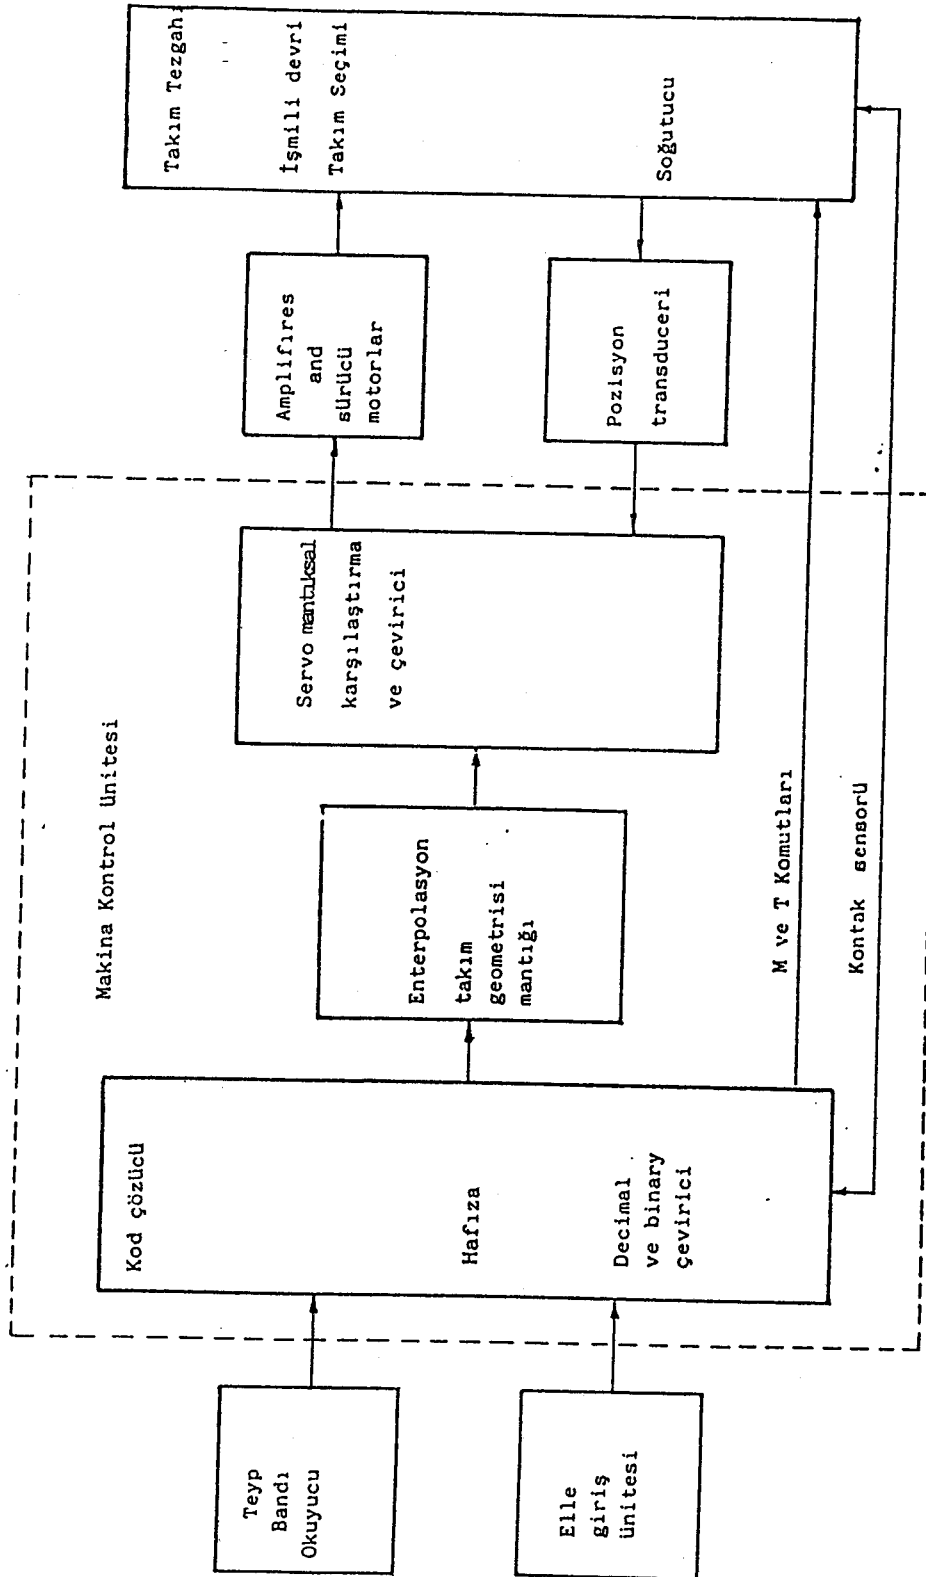 Makina Kontrol Ünitesi
Teyp
Bandı
Okuyucu
Elle
giriş
ünitesi
Kod çözücü
Hafıza
Decimal
ve binary
çevirici
Enterpolasyon
takım
geometrisi
mantığı
Servo mantıksal
karşılaştırma
ve çevirici
Amplifıres
and
sürücü
motorlar
Pozisyon
transduceri
Takım Tezgahı
İşmili devri
Takım Seçimi
Soğutucu
M ve T Komutları
Kontak sensorü